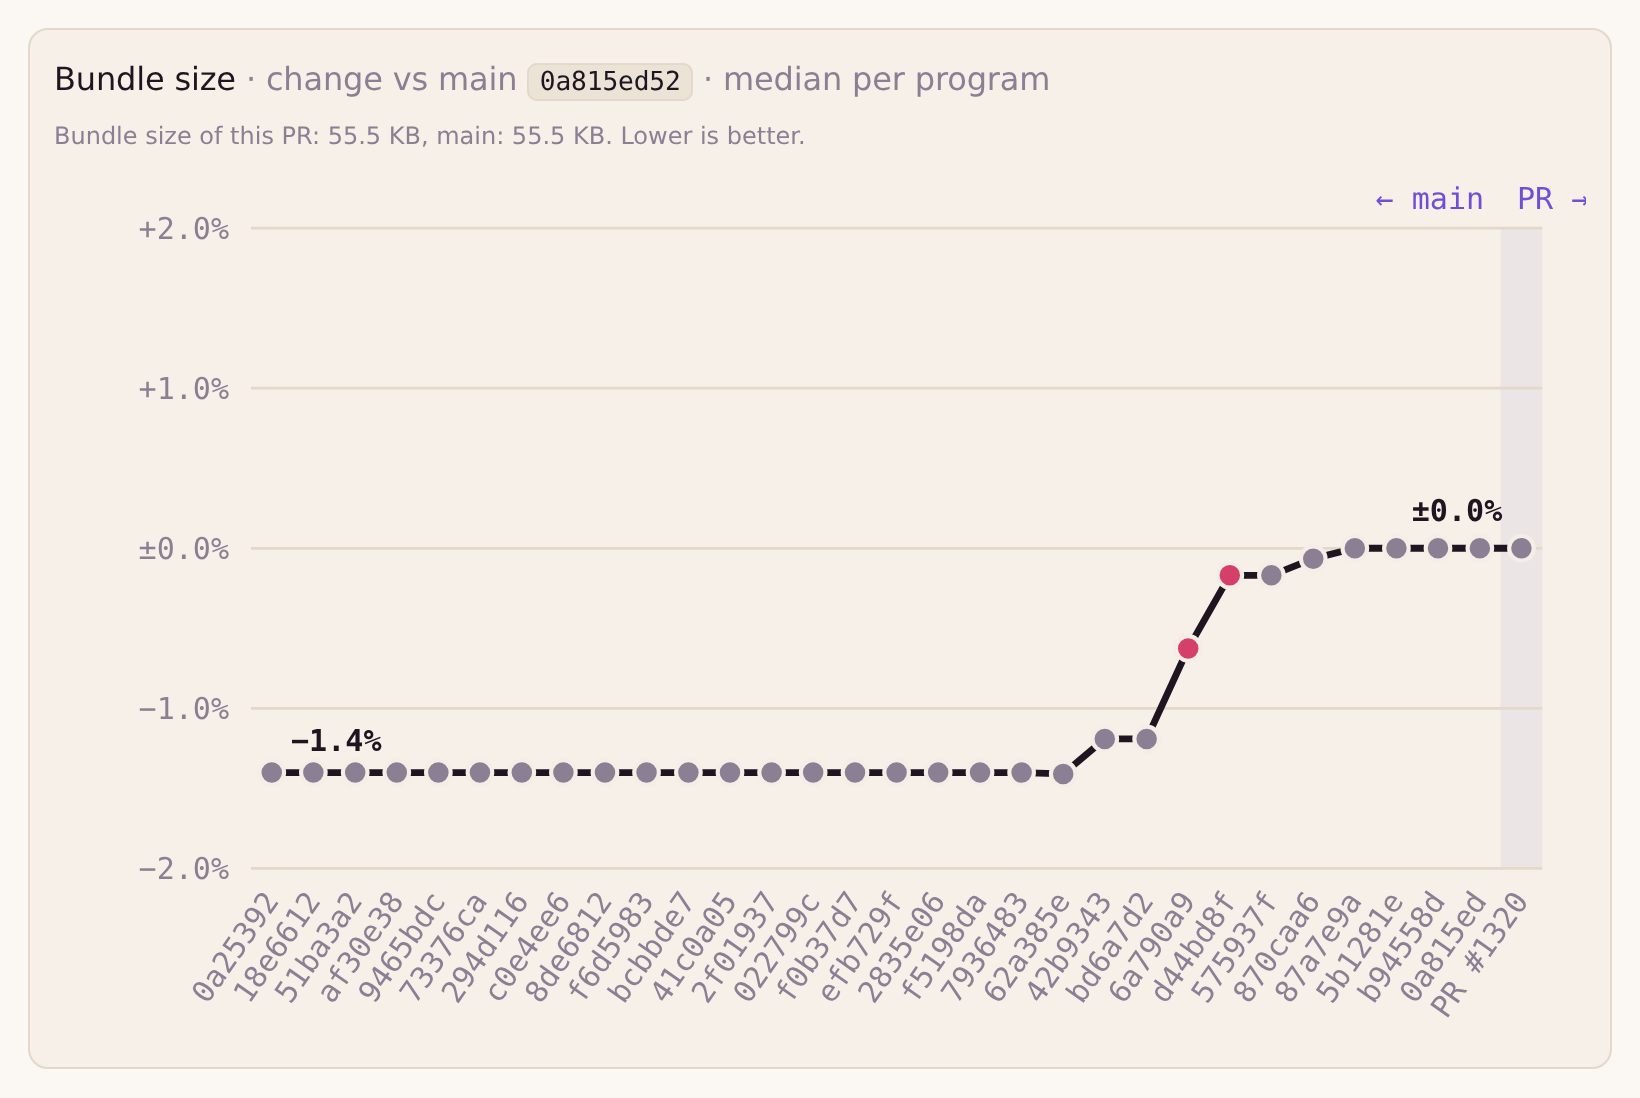 Bundle size · change vs main 0a815ed52 · median per program
Bundle size of this PR: 55.5 KB, main: 55.5 KB. Lower is better.
← main PR →
+2.0%
+1.0%
±0.0%
±0.0%
−1.0%
−1.4%
−2.0%
0a25392
18e6612
51ba3a2
af30e38
9465bdc
73376ca
294d116
c0e4ee6
8de6812
f6d5983
bcbbde7
41c0a05
2f01937
022799c
f0b37d7
efb729f
2835e06
f5198da
7936483
62a385e
42b9343
bd6a7d2
6a790a9
d44bd8f
575937f
870caa6
87a7e9a
5b1281e
b94558d
0a815ed
PR #1320